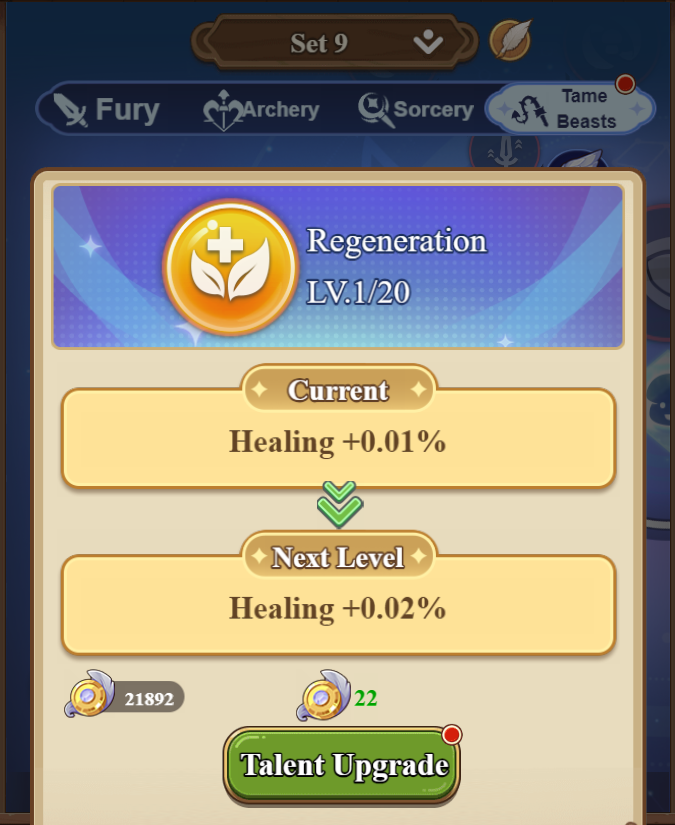 Set 9
Fury
Archery
Sorcery
Tame
Beasts
Regeneration
LV.1/20
Current
Healing +0.01%
Next Level
Healing +0.02%
21892
22
Talent Upgrade